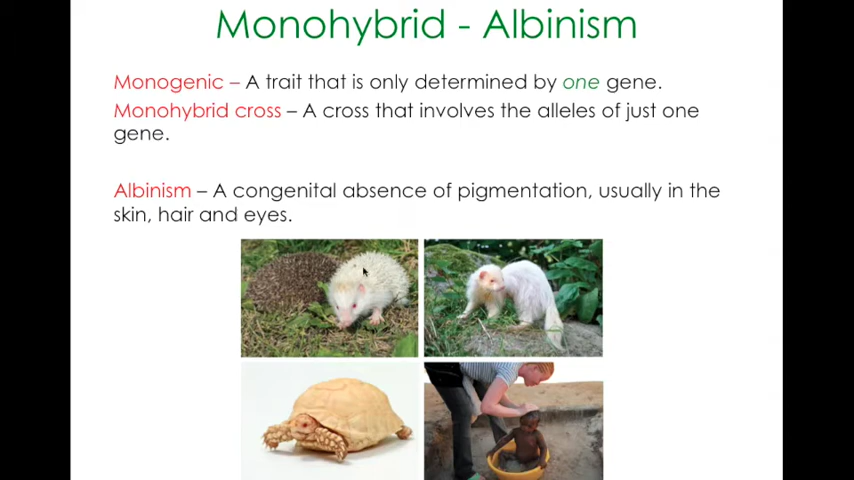 Monohybrid - Albinism
Monogenic – A trait that is only determined by one gene.
Monohybrid cross – A cross that involves the alleles of just one
gene.
Albinism – A congenital absence of pigmentation, usually in the
skin, hair and eyes.